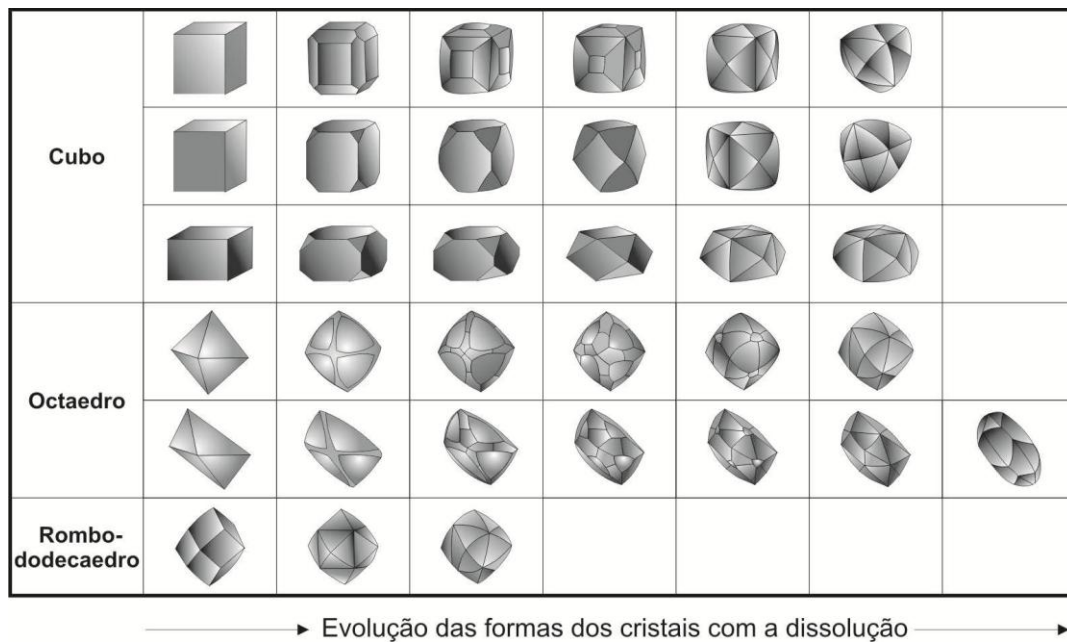 Cubo
Octaedro
Rombo-
dodecaedro
Evolução das formas dos cristais com a dissolução